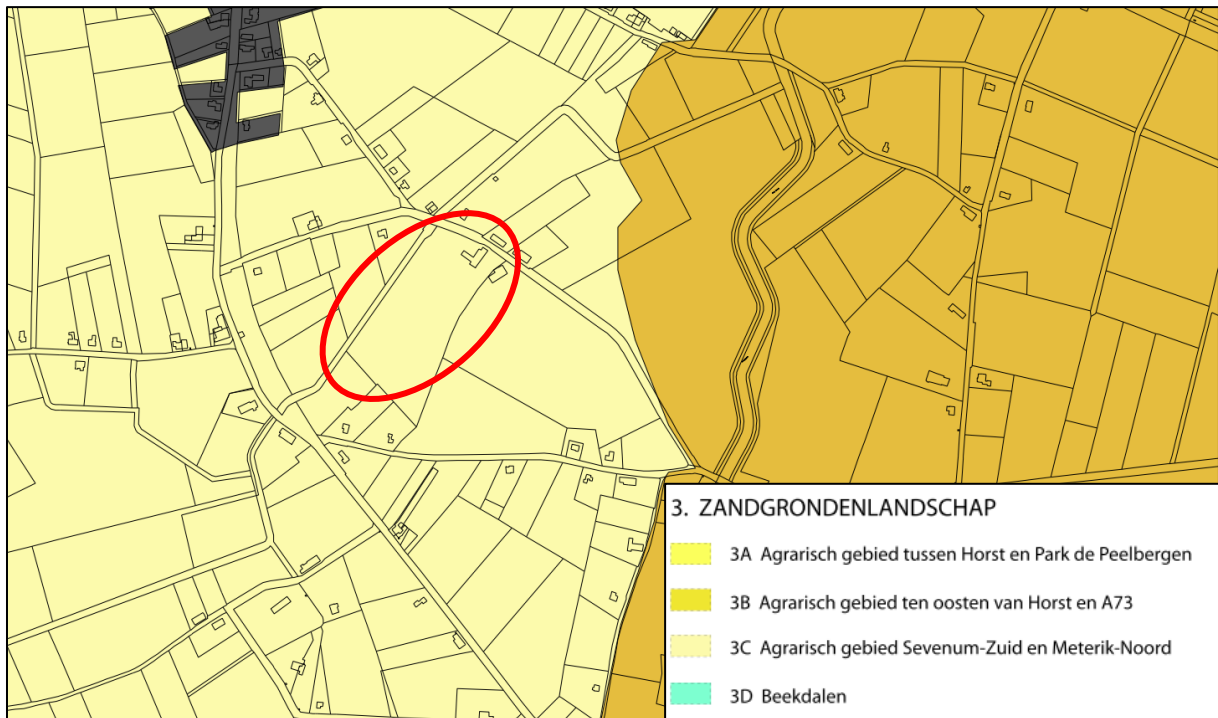 3. ZANDGRONDENLANDSCHAP
3A Agrarisch gebied tussen Horst en Park de Peelbergen
3B Agrarisch gebied ten oosten van Horst en A73
3C Agrarisch gebied Sevenum-Zuid en Meterik-Noord
3D Beekdalen